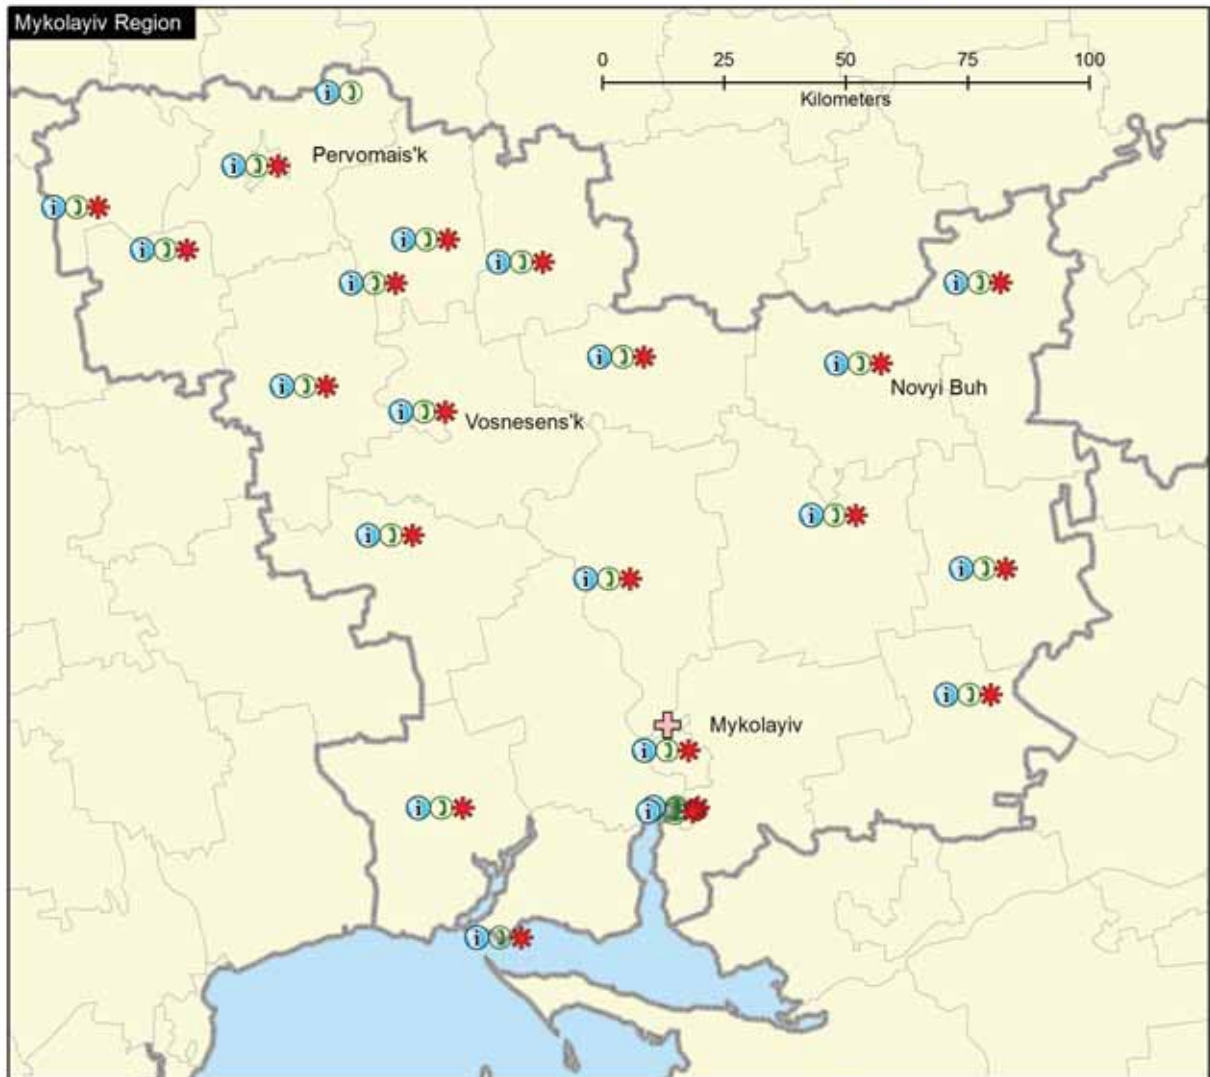 Mykolayiv Region
0 25 50 75 100
Kilometers
Pervomais'k
Novyi Buh
Vosnesens'k
Mykolayiv